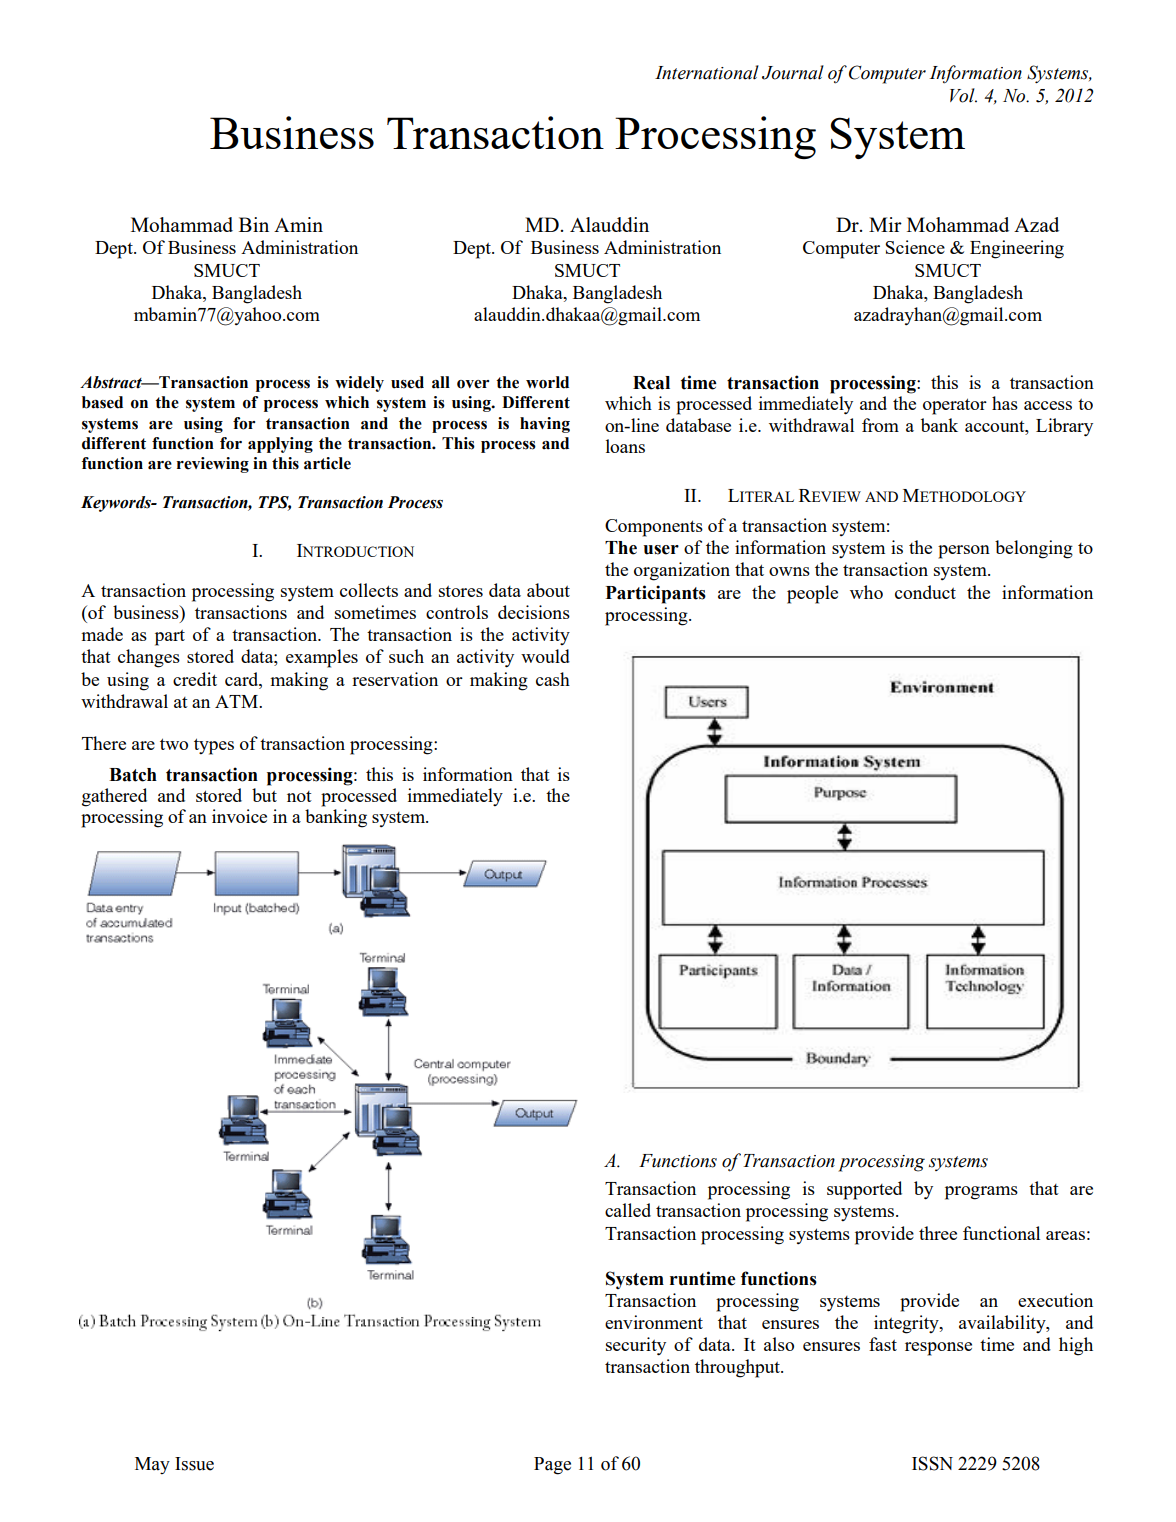 International Journal of Computer Information Systems,
Vol. 4, No. 5, 2012
Business Transaction Processing System
Mohammad Bin Amin
Dept. Of Business Administration
SMUCT
Dhaka, Bangladesh
mbamin77@yahoo.com
MD. Alauddin
Dept. Of Business Administration
SMUCT
Dhaka, Bangladesh
alauddin.dhakaa@gmail.com
Dr. Mir Mohammad Azad
Computer Science & Engineering
SMUCT
Dhaka, Bangladesh
azadrayhan@gmail.com
Abstract—Transaction process is widely used all over the world
based on the system of process which system is using. Different
systems are using for transaction and the process is having
different function for applying the transaction. This process and
function are reviewing in this article
Keywords- Transaction, TPS, Transaction Process
I. INTRODUCTION
A transaction processing system collects and stores data about
(of business) transactions and sometimes controls decisions
made as part of a transaction. The transaction is the activity
that changes stored data; examples of such an activity would
be using a credit card, making a reservation or making cash
withdrawal at an ATM.
There are two types of transaction processing:
Batch transaction processing: this is information that is
gathered and stored but not processed immediately i.e. the
processing of an invoice in a banking system.
Data entry
of accumulated
transactions
Input (batched)
Output
(a)
Terminal
Terminal
Immediate
processing
of each
transaction
Central computer
(processing)
Output
Terminal
Terminal
Terminal
(b)
(a) Batch Processing System (b) On-Line Transaction Processing System
Real time transaction processing: this is a transaction
which is processed immediately and the operator has access to
on-line database i.e. withdrawal from a bank account, Library
loans
II. LITERAL REVIEW AND METHODOLOGY
Components of a transaction system:
The user of the information system is the person belonging to
the organization that owns the transaction system.
Participants are the people who conduct the information
processing.
Environment
Users
Information System
Purpose
Information Processes
Participants
Data /
Information
Information
Technology
Boundary
A. Functions of Transaction processing systems
Transaction processing is supported by programs that are
called transaction processing systems.
Transaction processing systems provide three functional areas:
System runtime functions
Transaction processing systems provide an execution
environment that ensures the integrity, availability, and
security of data. It also ensures fast response time and high
transaction throughput.
May Issue
Page 11 of 60
ISSN 2229 5208